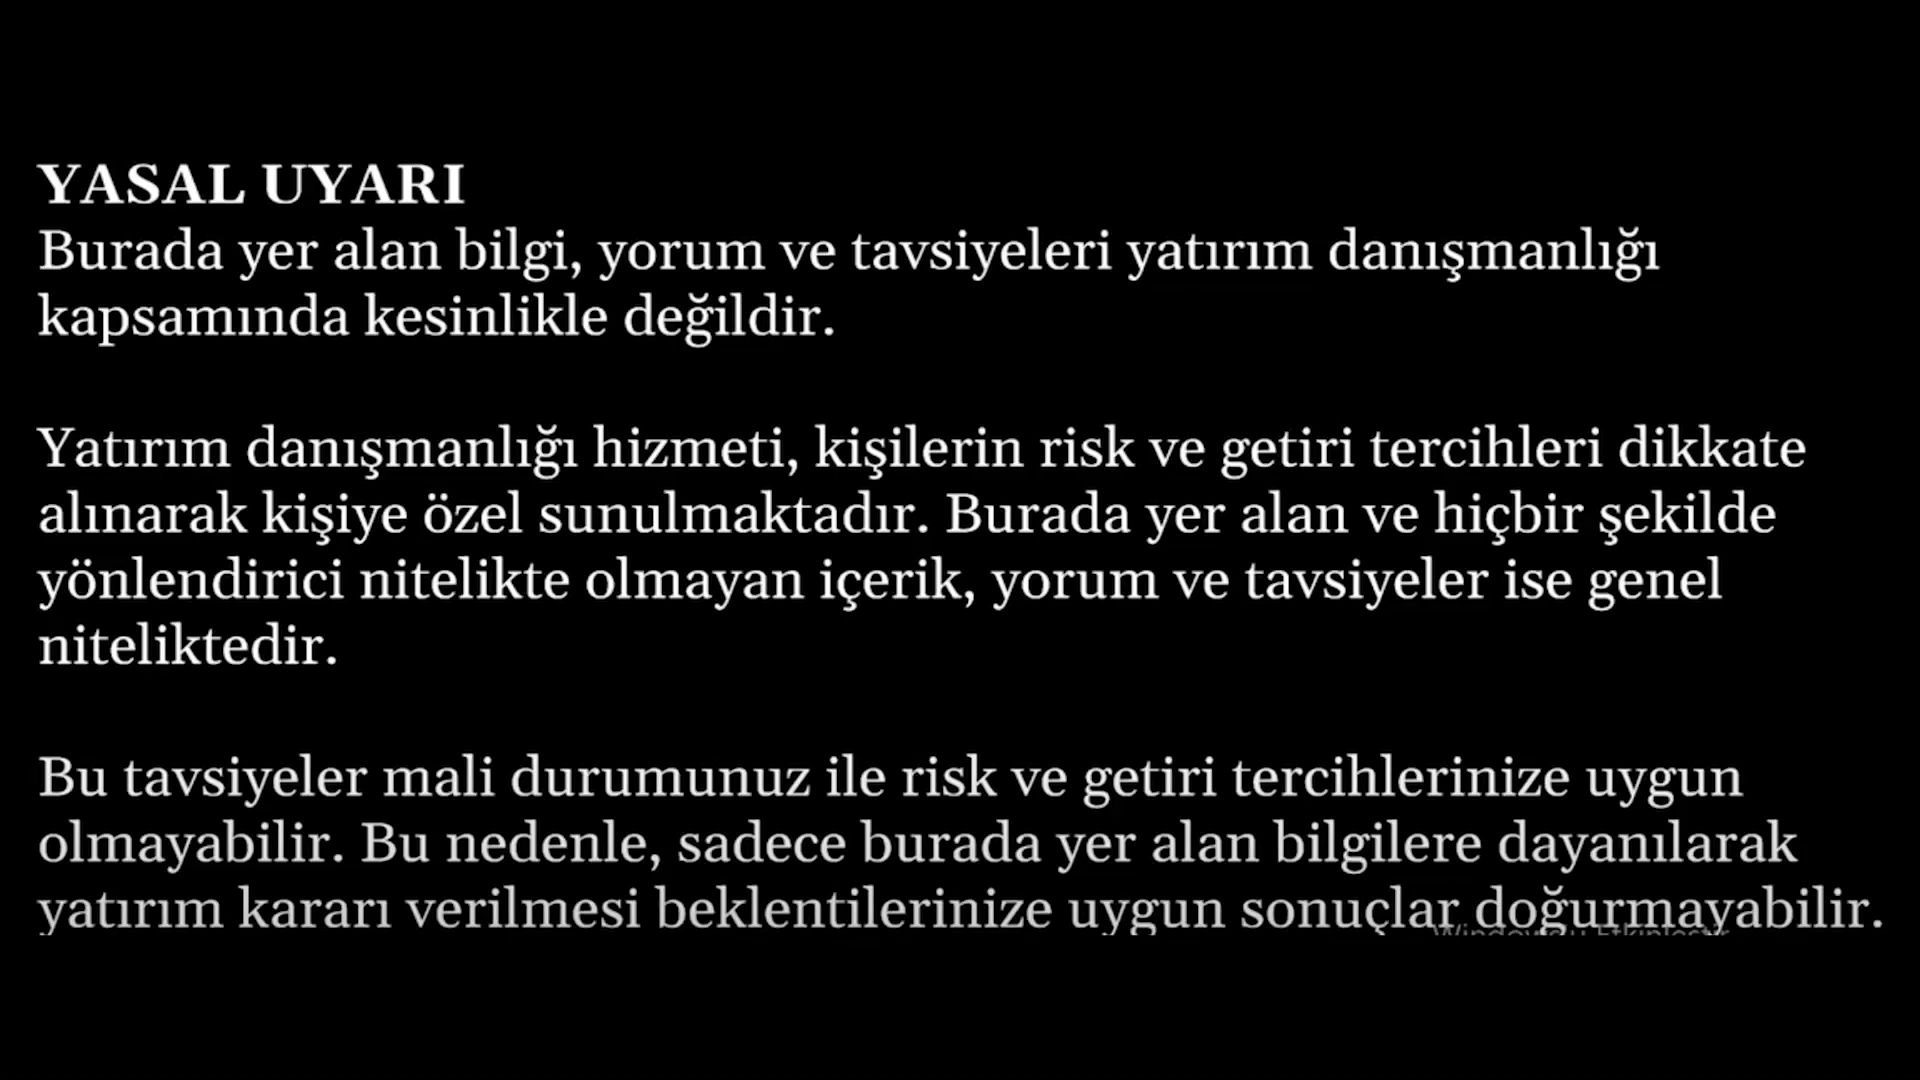 YASAL UYARI
Burada yer alan bilgi, yorum ve tavsiyeleri yatırım danışmanlığı
kapsamında kesinlikle değildir.
Yatırım danışmanlığı hizmeti, kişilerin risk ve getiri tercihleri dikkate
alınarak kişiye özel sunulmaktadır. Burada yer alan ve hiçbir şekilde
yönlendirici nitelikte olmayan içerik, yorum ve tavsiyeler ise genel
niteliktedir.
Bu tavsiyeler mali durumunuz ile risk ve getiri tercihlerinize uygun
olmayabilir. Bu nedenle, sadece burada yer alan bilgilere dayanılarak
yatırım kararı verilmesi beklentilerinize uygun sonuçlar doğurmayabilir.